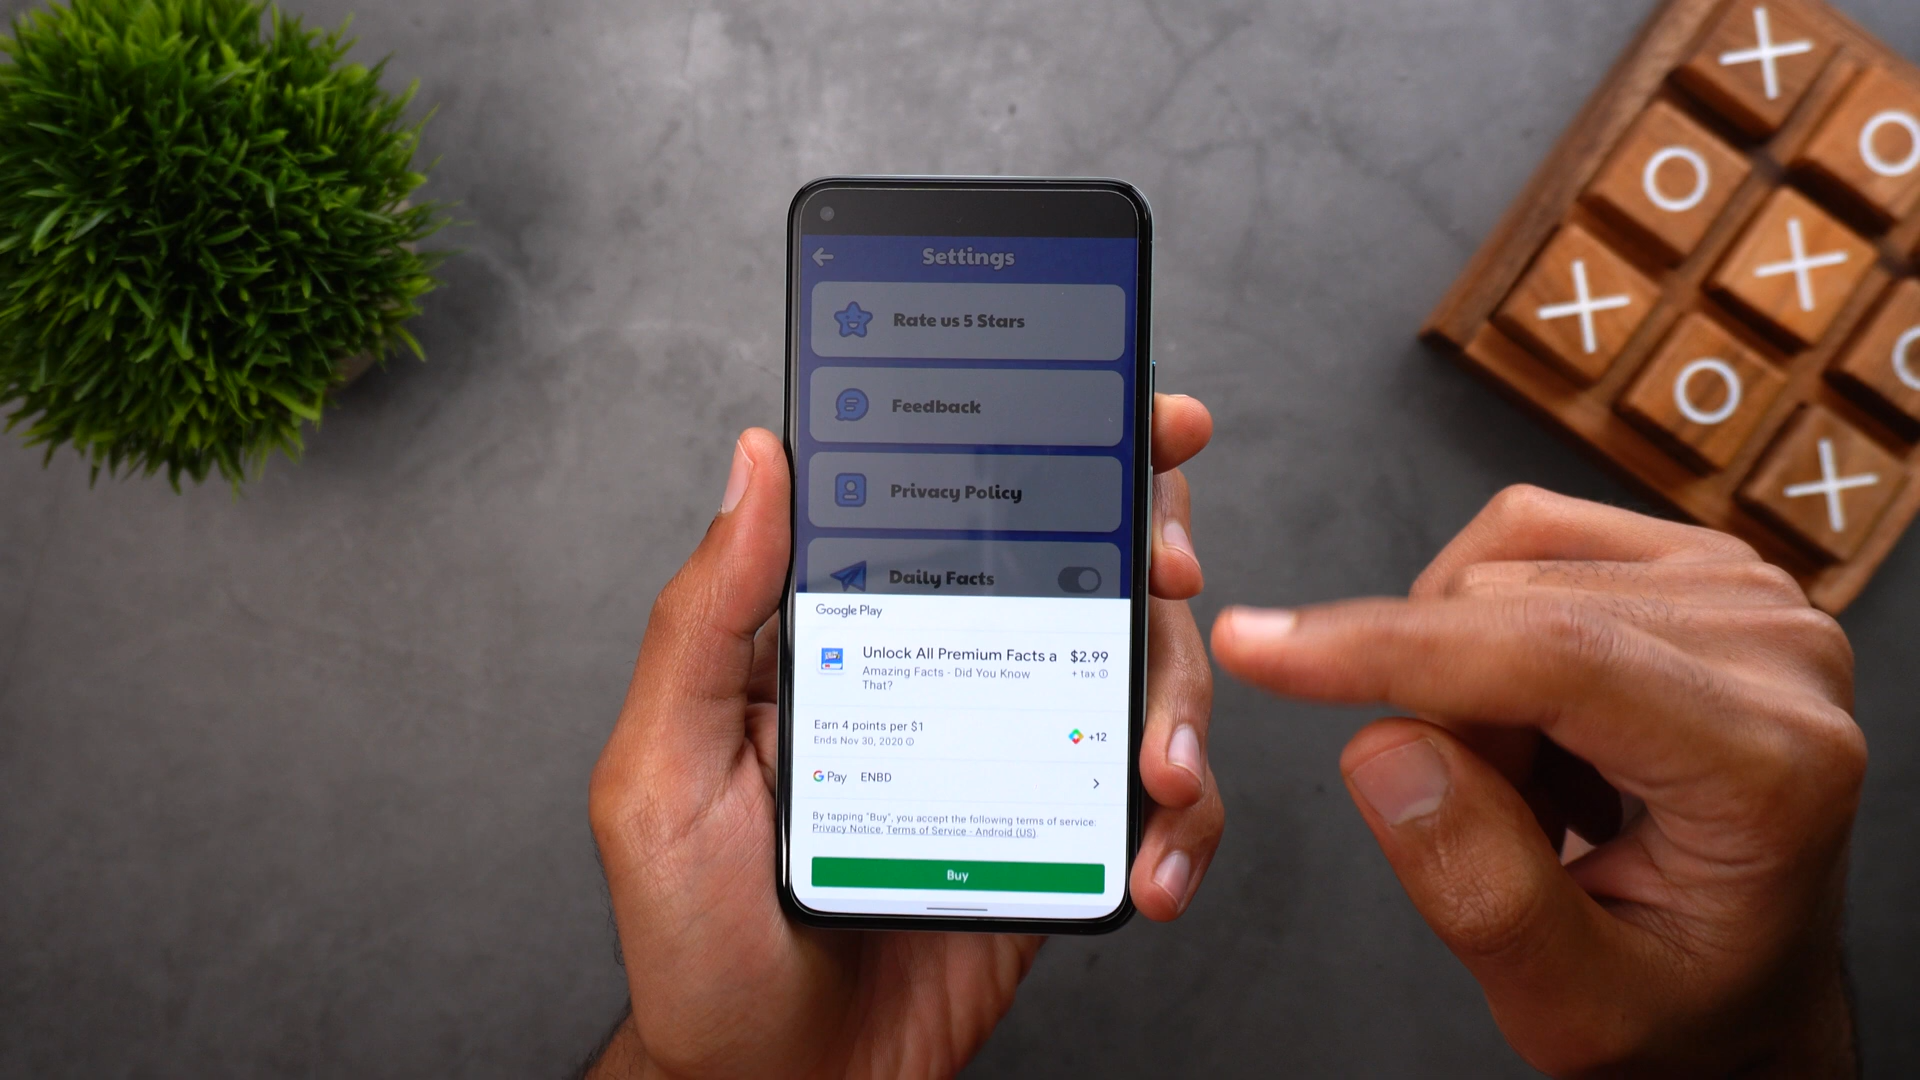 Settings
Rate us 5 Stars
Feedback
Privacy Policy
Daily Facts
Google Play
Unlock All Premium Facts a $2.99
Amazing Facts - Did You Know + tax
That?
Earn 4 points per $1
Ends Nov 30, 2020
+12
G Pay ENBD
By tapping "Buy", you accept the following terms of service:
Privacy Notice, Terms of Service - Android (US).
Buy
X
O
O
X
X
O
O
X